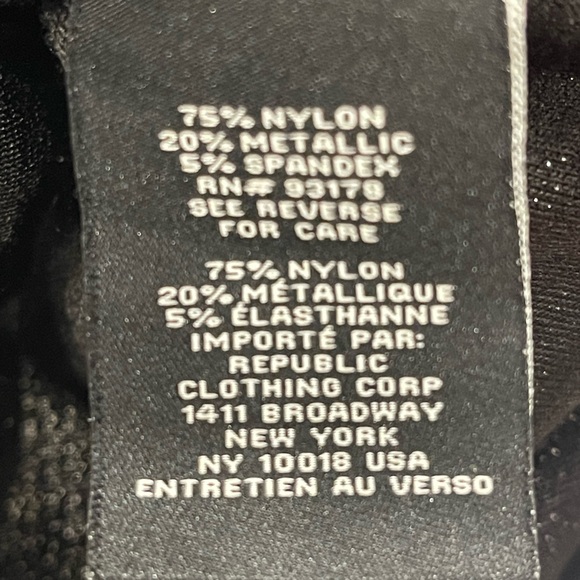 75% NYLON
20% METALLIC
5% SPANDEX
RN# 93179
SEE REVERSE
FOR CARE
75% NYLON
20% MÉTALLIQUE
5% ÉLASTHANNE
IMPORTÉ PAR:
REPUBLIC
CLOTHING CORP
1411 BROADWAY
NEW YORK
NY 10018 USA
ENTRETIEN AU VERSO